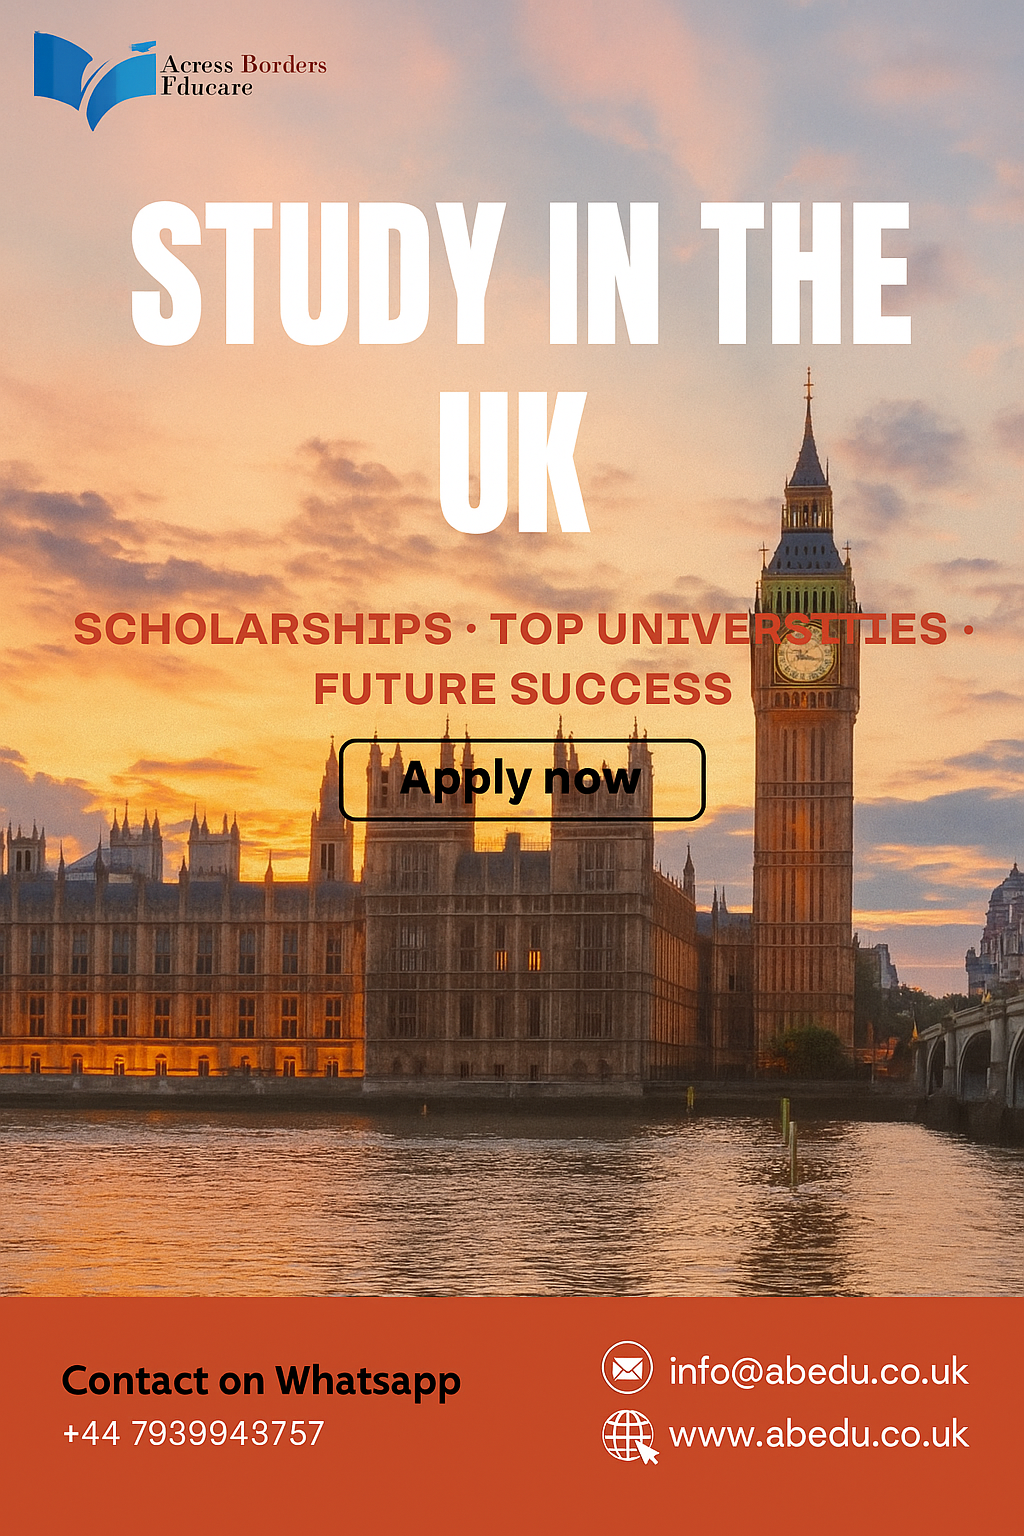 Acress Borders
Fducare
STUDY IN THE
UK
SCHOLARSHIPS · TOP UNIVERSITIES ·
FUTURE SUCCESS
Apply now
Contact on Whatsapp
+44 7939943757
info@abedu.co.uk
www.abedu.co.uk